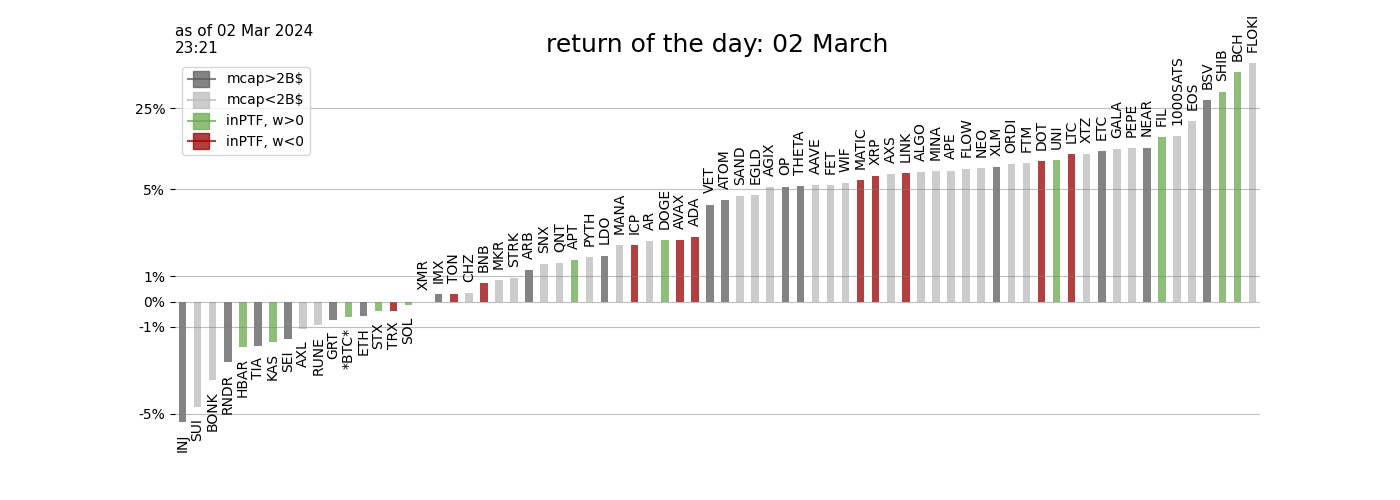 as of 02 Mar 2024
23:21
return of the day: 02 March
mcap>2B$
mcap<2B$
inPTF, w>0
inPTF, w<0
25%
5%
1%
0%
-1%
-5%
INJ
SUI
BONK
RNDR
HBAR
TIA
KAS
SEI
AXL
RUNE
GRT
*BTC*
ETH
STX
TRX
SOL
XMR
IMX
TON
CHZ
BNB
MKR
STRK
ARB
SNX
QNT
APT
PYTH
LDO
MANA
ICP
AR
DOGE
AVAX
ADA
VET
ATOM
SAND
EGLD
AGIX
OP
THETA
AAVE
FET
WIF
MATIC
XRP
AXS
LINK
ALGO
MINA
APE
FLOW
NEO
XLM
ORDI
FTM
DOT
UNI
LTC
XTZ
ETC
GALA
PEPE
NEAR
FIL
1000SATS
EOS
BSV
SHIB
BCH
FLOKI